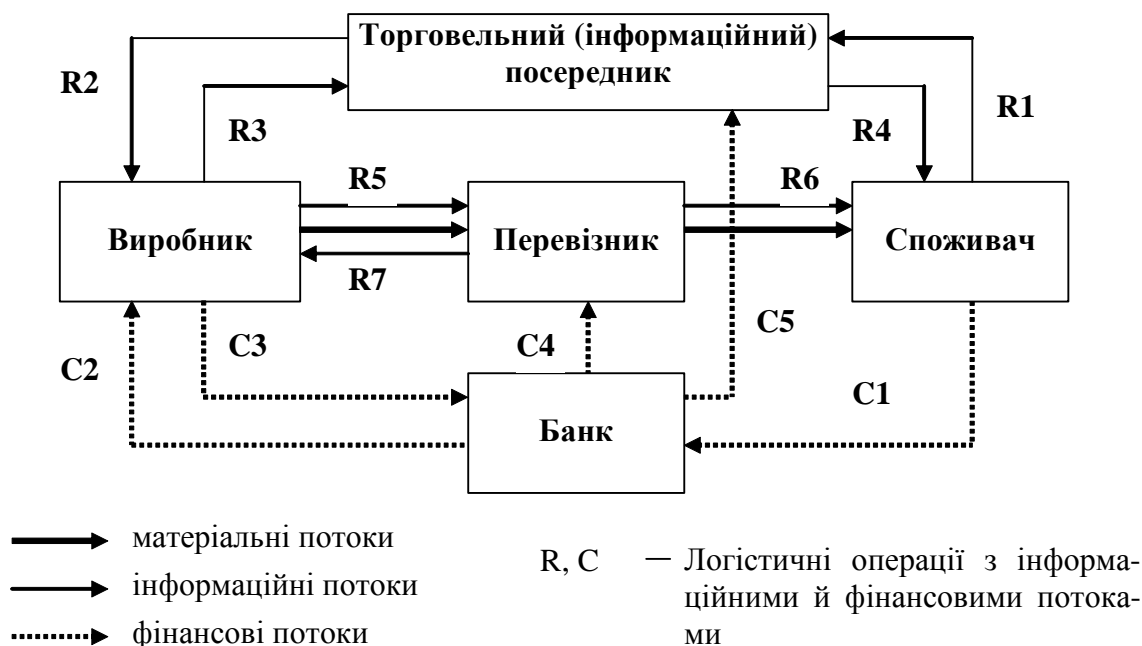 Торговельний (інформаційний)
посередник
R2
R3
R4
R1
R5
R6
Виробник
Перевізник
Споживач
R7
C2
C3
C4
C5
C1
Банк
матеріальні потоки
інформаційні потоки
фінансові потоки
R, C — Логістичні операції з інформа-
ційними й фінансовими потока-
ми